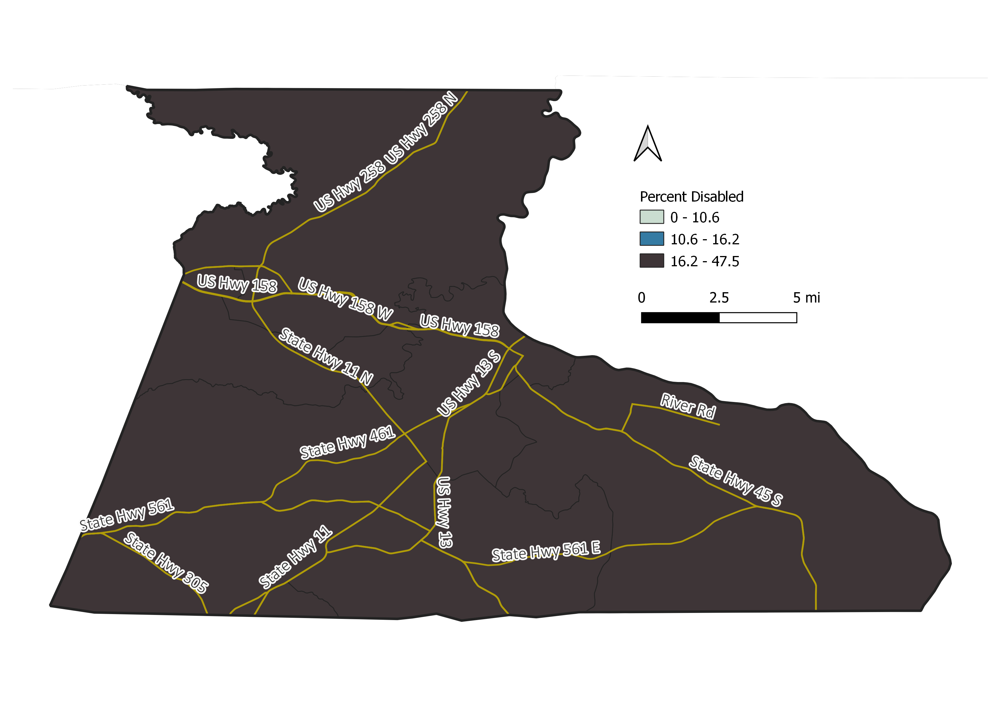 US Hwy 258 N
US Hwy 258
Percent Disabled
0 - 10.6
10.6 - 16.2
16.2 - 47.5
US Hwy 158
US Hwy 158 W
0 2.5 5 mi
US Hwy 158
State Hwy 11 N
US Hwy 13 S
River Rd
State Hwy 461
State Hwy 45 S
US Hwy 13
State Hwy 561
State Hwy 11
State Hwy 305
State Hwy 561 E